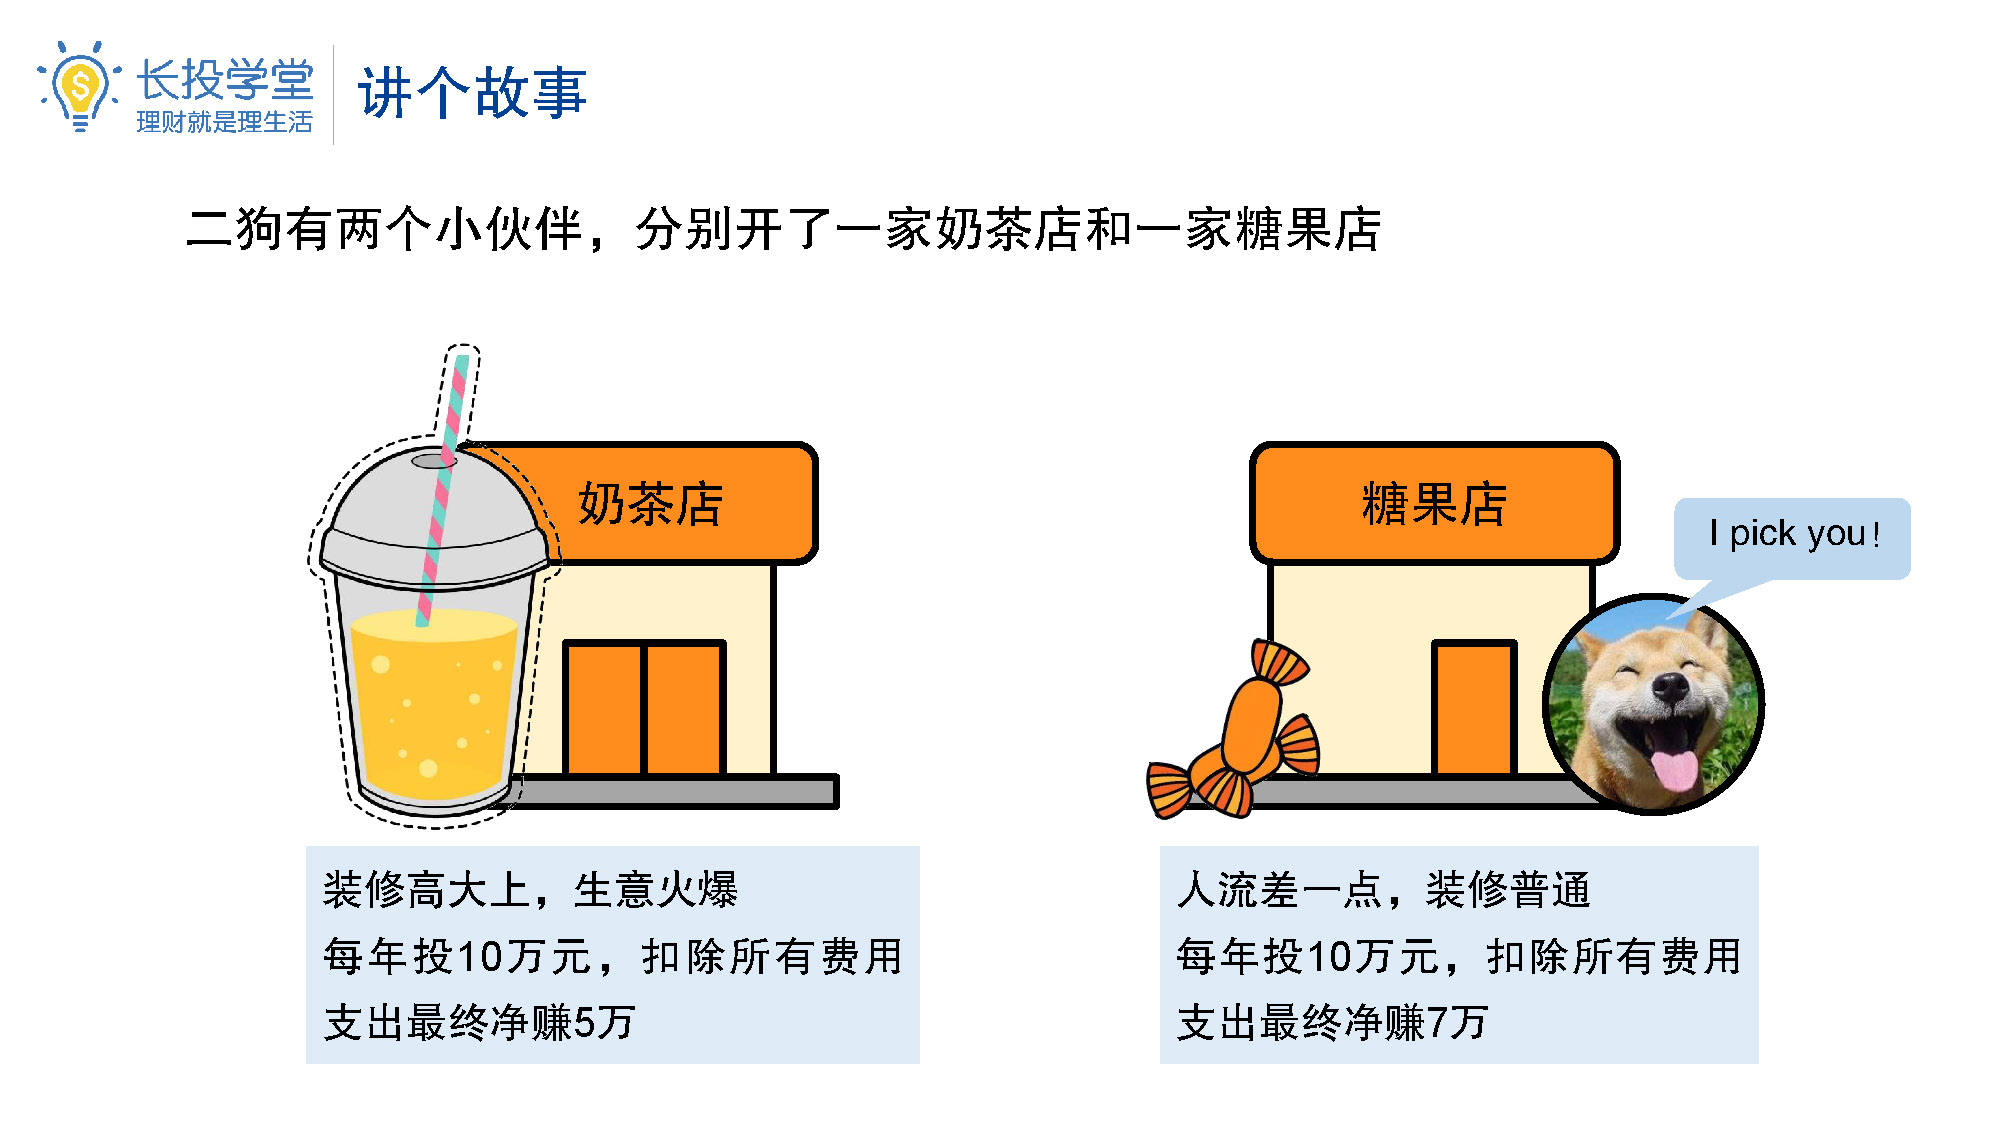 长投学堂
理财就是理生活
讲个故事
二狗有两个小伙伴，分别开了一家奶茶店和一家糖果店
奶茶店
糖果店
I pick you！
装修高大上，生意火爆
每年投10万元，扣除所有费用
支出最终净赚5万
人流差一点，装修普通
每年投10万元，扣除所有费用
支出最终净赚7万